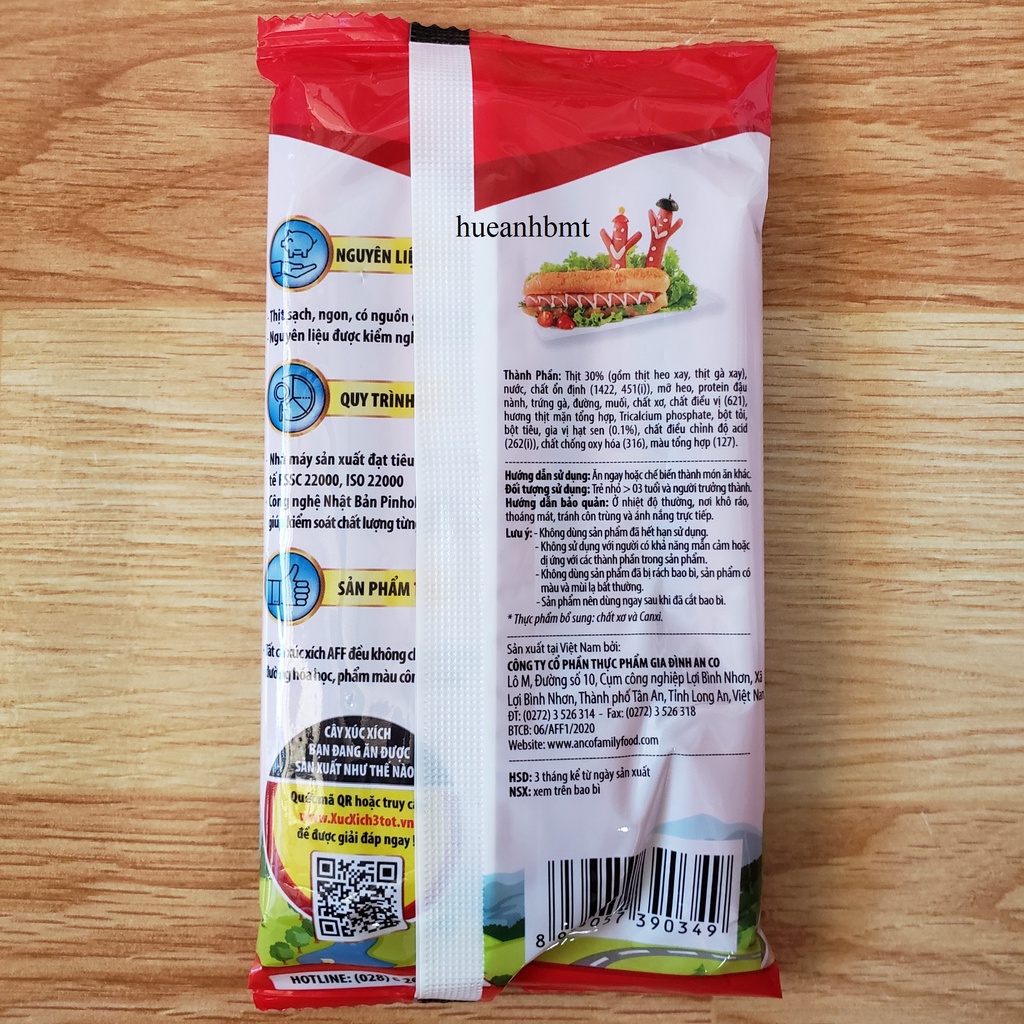 hueanhbmt
NGUYÊN LIỆ
- Thịt sạch, ngon, có nguồn
- Nguyên liệu được kiểm ngh
QUY TRÌNH
- Nhà máy sản xuất đạt tiêu
tế FSSC 22000, ISO 22000
- Công nghệ Nhật Bản Pinhol
giúp kiểm soát chất lượng từng
SẢN PHẨM
Tất cả xúc xích AFF đều không ch
đường hóa học, phẩm màu côn
CÂY XÚC XÍCH
BẠN ĐANG ĂN ĐƯỢC
SẢN XUẤT NHƯ THẾ NÀO
Quét mã QR hoặc truy cậ
www.XucXich3tot.vn
để được giải đáp ngay !
HOTLINE: (028)
Thành Phần: Thịt 30% (gồm thịt heo xay, thịt gà xay),
nước, chất ổn định (1422, 451(i)), mỡ heo, protein đậu
nành, trứng gà, đường, muối, chất xơ, chất điều vị (621),
hương thịt mặn tổng hợp, Tricalcium phosphate, bột tỏi,
bột tiêu, gia vị hạt sen (0.1%), chất điều chỉnh độ acid
(262(i)), chất chống oxy hóa (316), màu tổng hợp (127).
Hướng dẫn sử dụng: Ăn ngay hoặc chế biến thành món ăn khác.
Đối tượng sử dụng: Trẻ nhỏ > 03 tuổi và người trưởng thành.
Hướng dẫn bảo quản: Ở nhiệt độ thường, nơi khô ráo,
thoáng mát, tránh côn trùng và ánh nắng trực tiếp.
Lưu ý: - Không dùng sản phẩm đã hết hạn sử dụng.
- Không sử dụng với người có khả năng mẫn cảm hoặc
dị ứng với các thành phần trong sản phẩm.
- Không dùng sản phẩm đã bị rách bao bì, sản phẩm có
màu và mùi lạ bất thường.
- Sản phẩm nên dùng ngay sau khi đã cắt bao bì.
* Thực phẩm bổ sung: chất xơ và Canxi.
Sản xuất tại Việt Nam bởi:
CÔNG TY CỔ PHẦN THỰC PHẨM GIA ĐÌNH AN CO
Lô M, Đường số 10, Cụm công nghiệp Lợi Bình Nhơn, Xã
Lợi Bình Nhơn, Thành phố Tân An, Tỉnh Long An, Việt Nam
ĐT: (0272) 3 526 314 - Fax: (0272) 3 526 318
BTCB: 06/AFF1/2020
Website: www.ancofamilyfood.com
HSD: 3 tháng kể từ ngày sản xuất
NSX: xem trên bao bì
390349